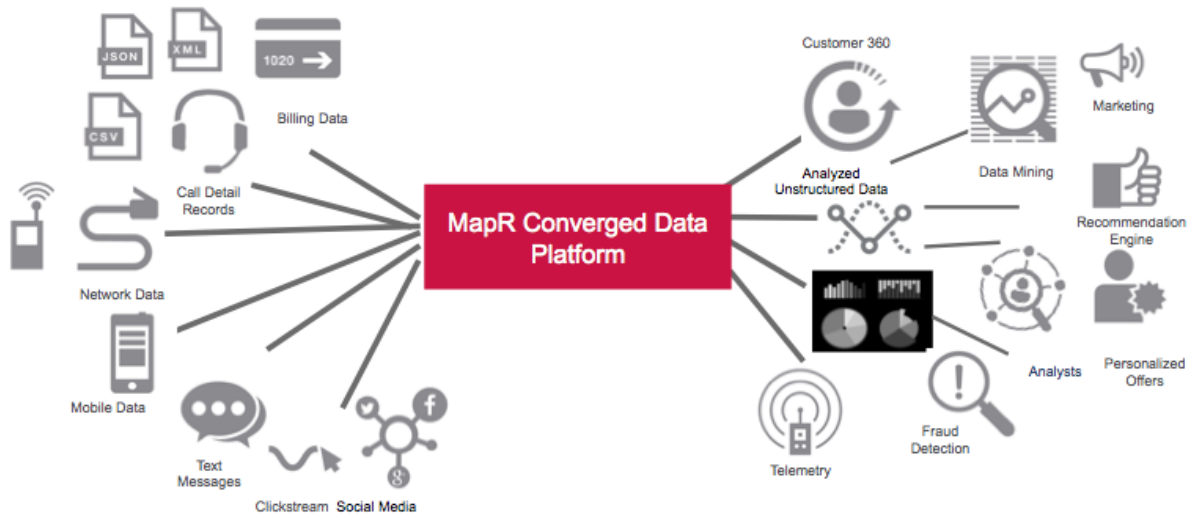 JSON
XML
1020
Billing Data
CSV
Call Detail
Records
Network Data
Mobile Data
Text
Messages
Clickstream
Social Media
f
g
MapR Converged Data
Platform
Customer 360
Analyzed
Unstructured Data
Data Mining
Marketing
Recommendation
Engine
Analysts
Personalized
Offers
Fraud
Detection
Telemetry